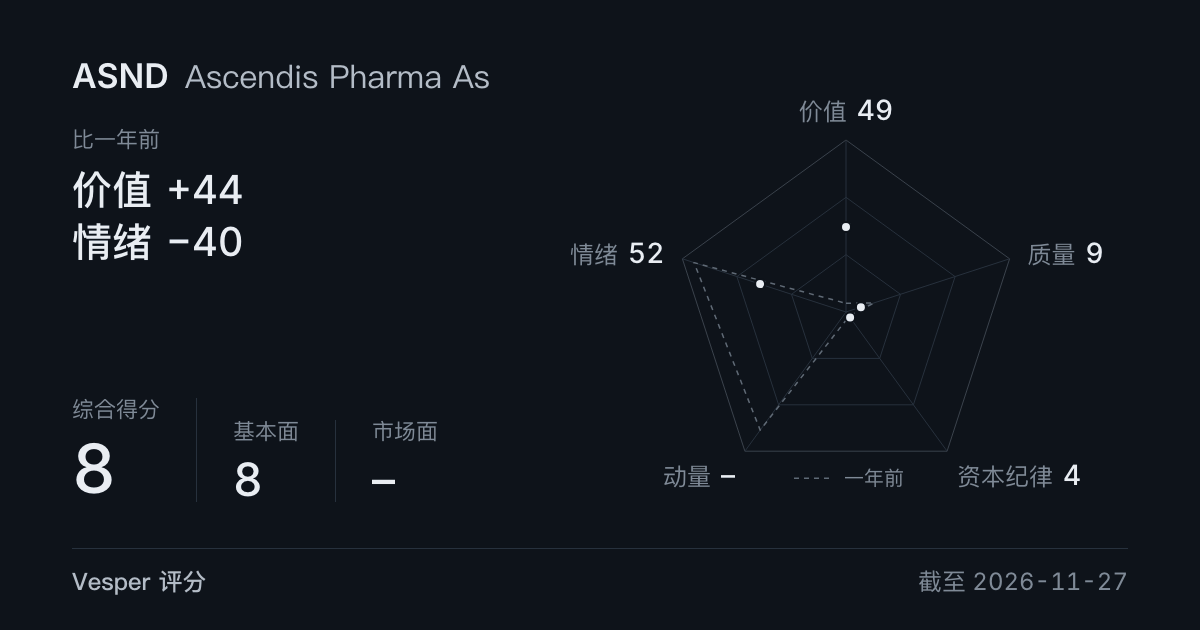 ASND Ascendis Pharma As
比一年前
价值 +44
情绪 −40
综合得分
8
基本面
8
市场面
–
价值 49
情绪 52
质量 9
动量 –
---- 一年前
资本纪律 4
Vesper 评分
截至 2026-11-27